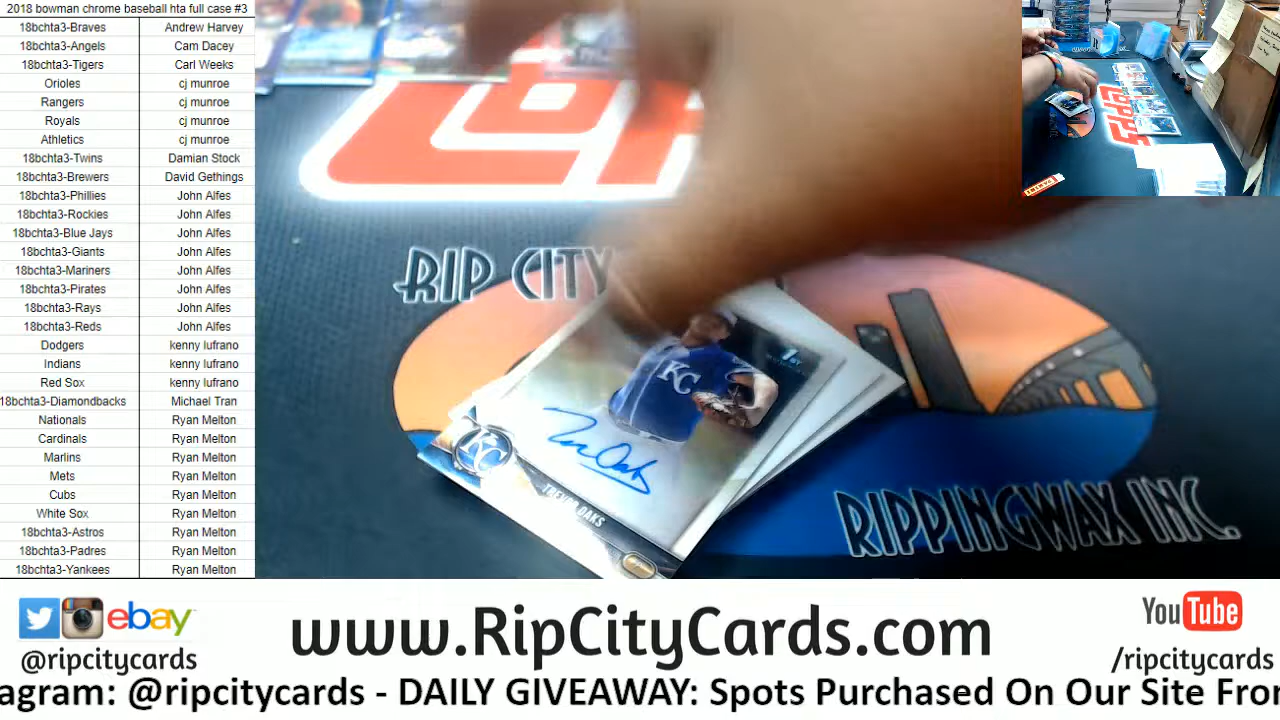 2018 bowman chrome baseball hta full case #3
18bchta3-Braves Andrew Harvey
18bchta3-Angels Cam Dacey
18bchta3-Tigers Carl Weeks
Orioles cj munroe
Rangers cj munroe
Royals cj munroe
Athletics cj munroe
18bchta3-Twins Damian Stock
18bchta3-Brewers David Gethings
18bchta3-Phillies John Alfes
18bchta3-Rockies John Alfes
18bchta3-Blue Jays John Alfes
18bchta3-Giants John Alfes
18bchta3-Mariners John Alfes
18bchta3-Pirates John Alfes
18bchta3-Rays John Alfes
18bchta3-Reds John Alfes
Dodgers kenny lufrano
Indians kenny lufrano
Red Sox kenny lufrano
18bchta3-Diamondbacks Michael Tran
Nationals Ryan Melton
Cardinals Ryan Melton
Marlins Ryan Melton
Mets Ryan Melton
Cubs Ryan Melton
White Sox Ryan Melton
18bchta3-Astros Ryan Melton
18bchta3-Padres Ryan Melton
18bchta3-Yankees Ryan Melton
RIP CITY
1st
KC
KC
OAKS
RIPPINGWAX INC.
ebay
@ripcitycards
www.RipCityCards.com
YouTube
/ripcitycards
agram: @ripcitycards - DAILY GIVEAWAY: Spots Purchased On Our Site Fro